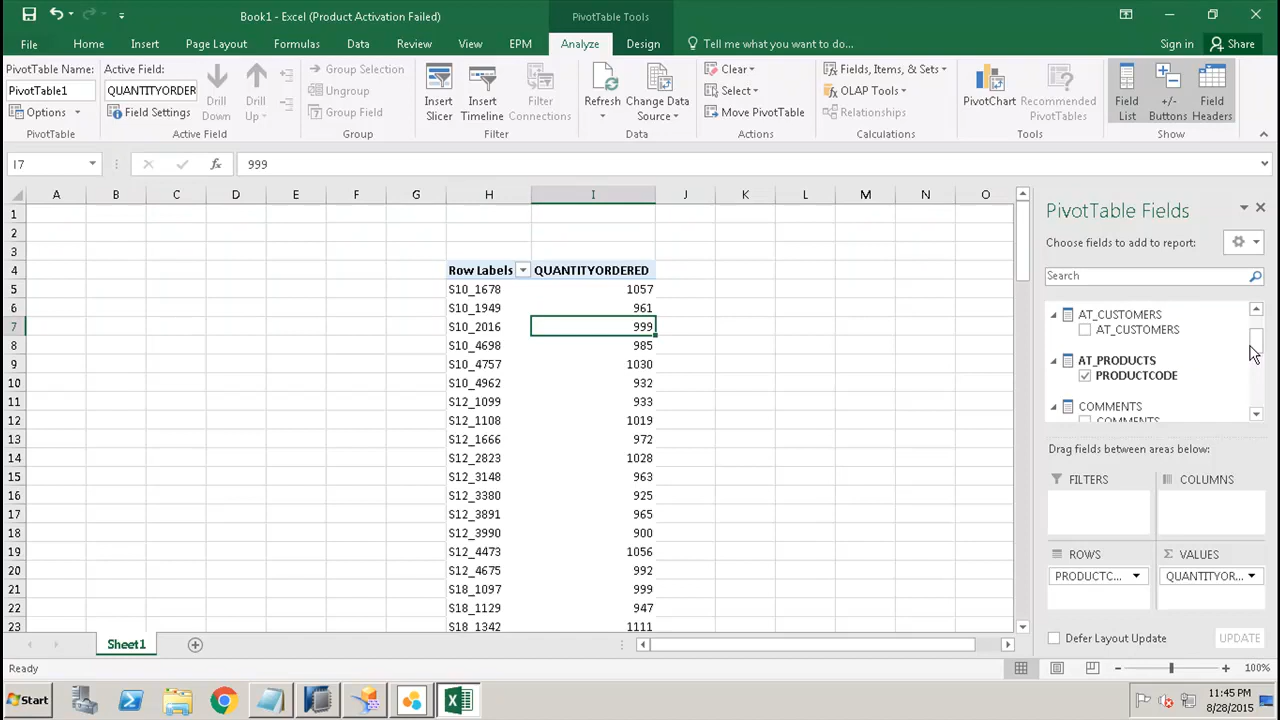 Book1 - Excel (Product Activation Failed)
PivotTable Tools
File Home Insert Page Layout Formulas Data Review View EPM Analyze Design Tell me what you want to do... Sign in Share
PivotTable Name:
PivotTable1
Options
PivotTable
Active Field:
QUANTITYORDER
Field Settings
Drill Down
Drill Up
Active Field
Group Selection
Ungroup
Group Field
Group
Insert Slicer
Insert Timeline
Filter Connections
Filter
Refresh
Change Data Source
Data
Clear
Select
Move PivotTable
Actions
Fields, Items, & Sets
OLAP Tools
Relationships
Calculations
PivotChart
Recommended PivotTables
Tools
Field List
+/- Buttons
Field Headers
Show
I7 fx 999
A B C D E F G H I J K L M N O
1
2
3
4 Row Labels QUANTITYORDERED
5 S10_1678 1057
6 S10_1949 961
7 S10_2016 999
8 S10_4698 985
9 S10_4757 1030
10 S10_4962 932
11 S12_1099 933
12 S12_1108 1019
13 S12_1666 972
14 S12_2823 1028
15 S12_3148 963
16 S12_3380 925
17 S12_3891 965
18 S12_3990 900
19 S12_4473 1056
20 S12_4675 992
21 S18_1097 999
22 S18_1129 947
23 S18_1342 1111
PivotTable Fields
Choose fields to add to report:
Search
AT_CUSTOMERS
AT_CUSTOMERS
AT_PRODUCTS
PRODUCTCODE
COMMENTS
COMMENTS
Drag fields between areas below:
FILTERS
COLUMNS
ROWS
Σ VALUES
PRODUCTC...
QUANTITYOR...
Defer Layout Update
UPDATE
Sheet1
Ready
100%
Start
11:45 PM
8/28/2015